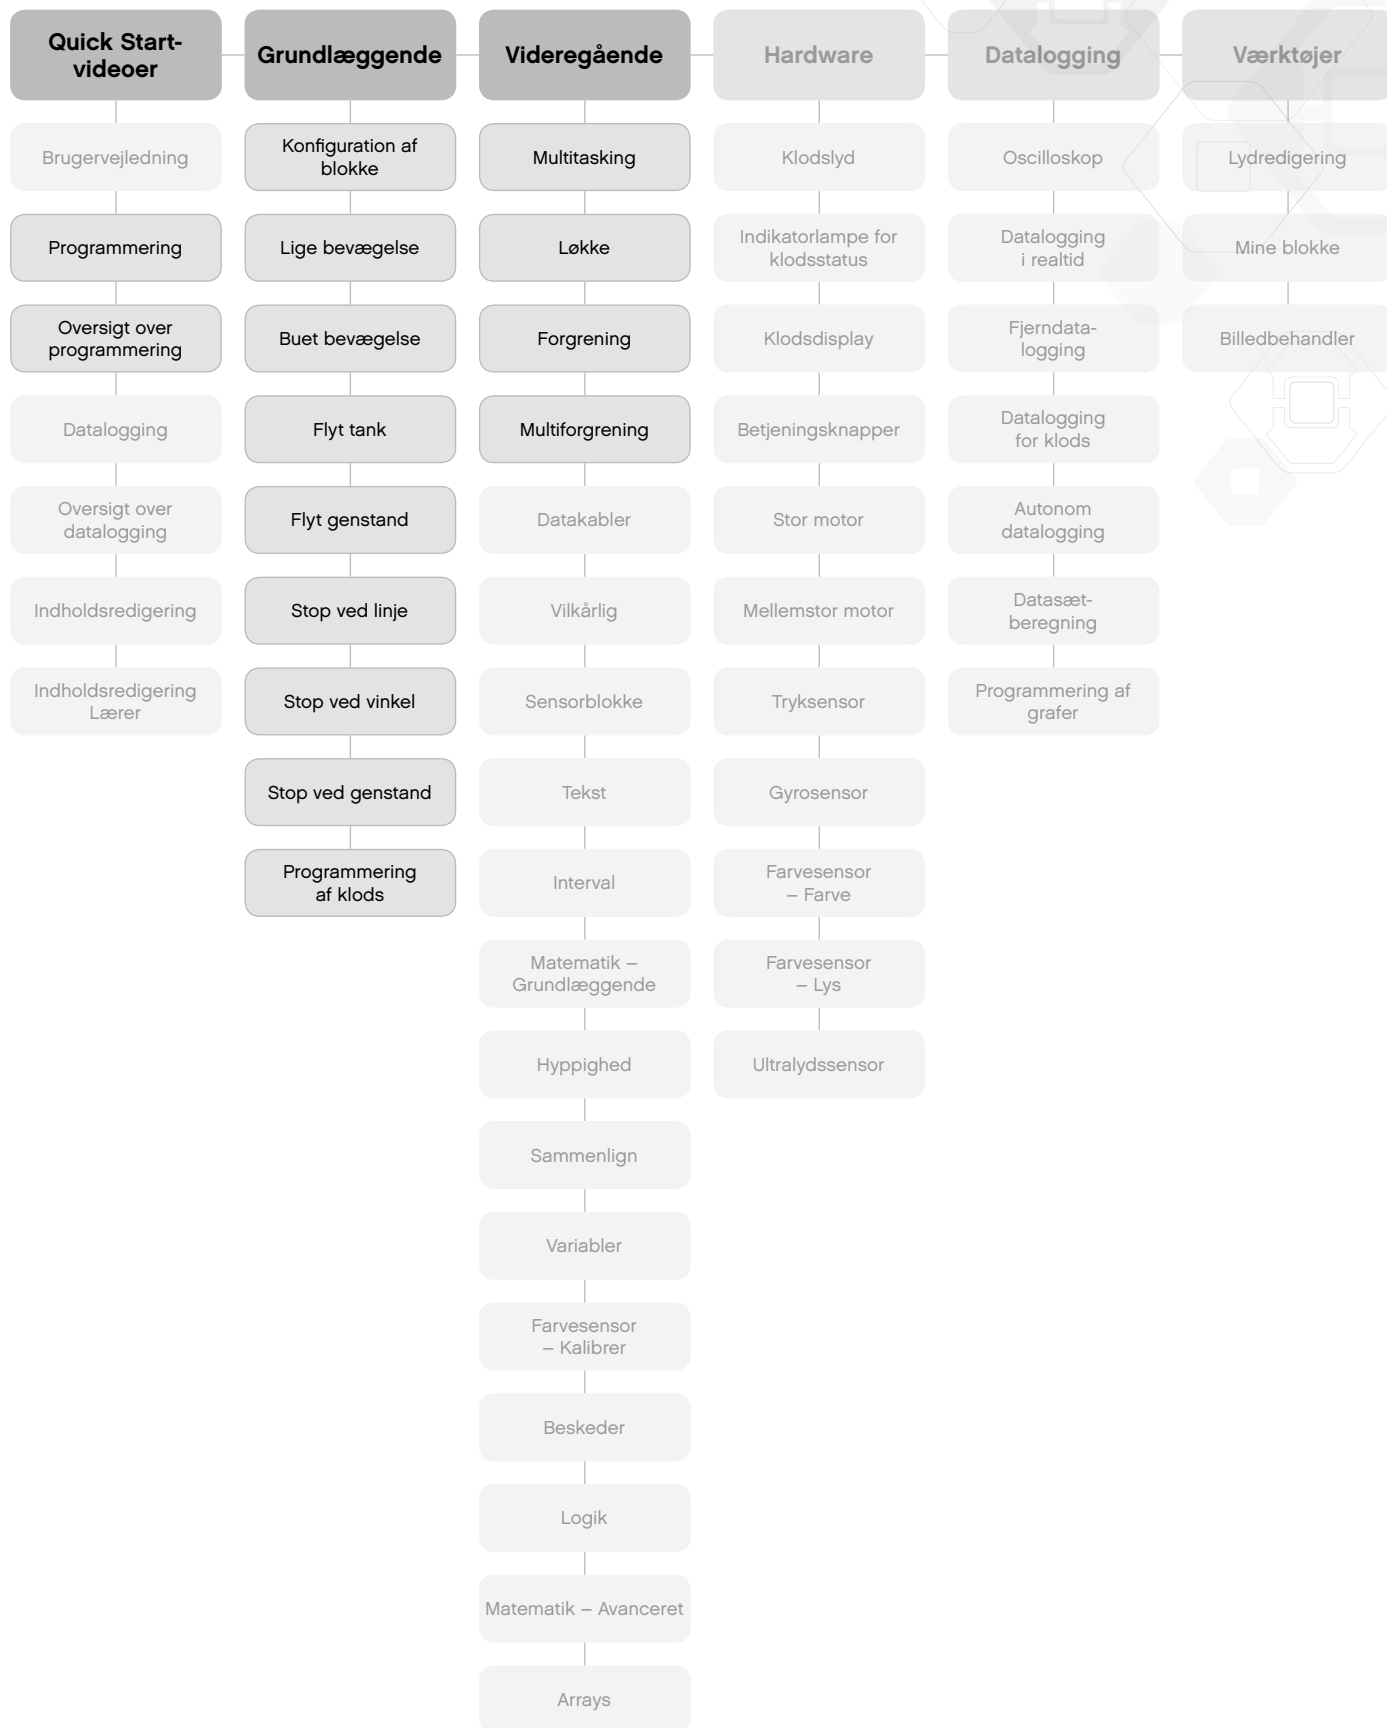 Quick Start-
videoer
Brugervejledning
Programmering
Oversigt over
programmering
Datalogging
Oversigt over
datalogging
Indholdsredigering
Indholdsredigering
Lærer
Grundlæggende
Konfiguration af
blokke
Lige bevægelse
Buet bevægelse
Flyt tank
Flyt genstand
Stop ved linje
Stop ved vinkel
Stop ved genstand
Programmering
af klods
Videregående
Multitasking
Løkke
Forgrening
Multiforgrening
Datakabler
Vilkårlig
Sensorblokke
Tekst
Interval
Matematik –
Grundlæggende
Hyppighed
Sammenlign
Variabler
Farvesensor
– Kalibrer
Beskeder
Logik
Matematik – Avanceret
Arrays
Hardware
Klodslyd
Indikatorlampe for
klodsstatus
Klodsdisplay
Betjeningsknapper
Stor motor
Mellemstor motor
Tryksensor
Gyrosensor
Farvesensor
– Farve
Farvesensor
– Lys
Ultralydssensor
Datalogging
Oscilloskop
Datalogging
i realtid
Fjerndata-
logging
Datalogging
for klods
Autonom
datalogging
Datasæt-
beregning
Programmering af
grafer
Værktøjer
Lydredigering
Mine blokke
Billedbehandler